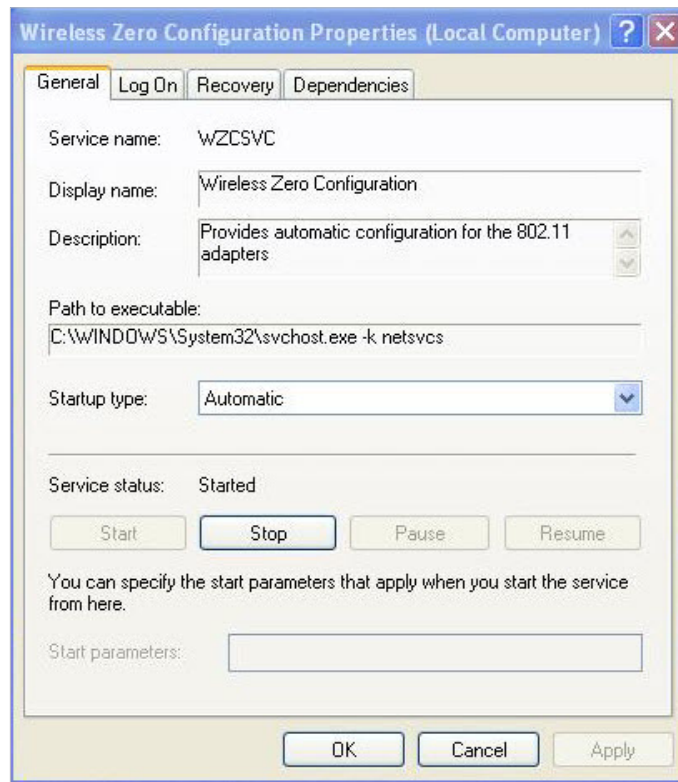 Wireless Zero Configuration Properties (Local Computer)
General Log On Recovery Dependencies
Service name: WZCSVC
Display name: Wireless Zero Configuration
Description: Provides automatic configuration for the 802.11
adapters
Path to executable:
C:\WINDOWS\System32\svchost.exe -k netsvcs
Startup type: Automatic
Service status: Started
Start Stop Pause Resume
You can specify the start parameters that apply when you start the service
from here.
Start parameters:
OK Cancel Apply